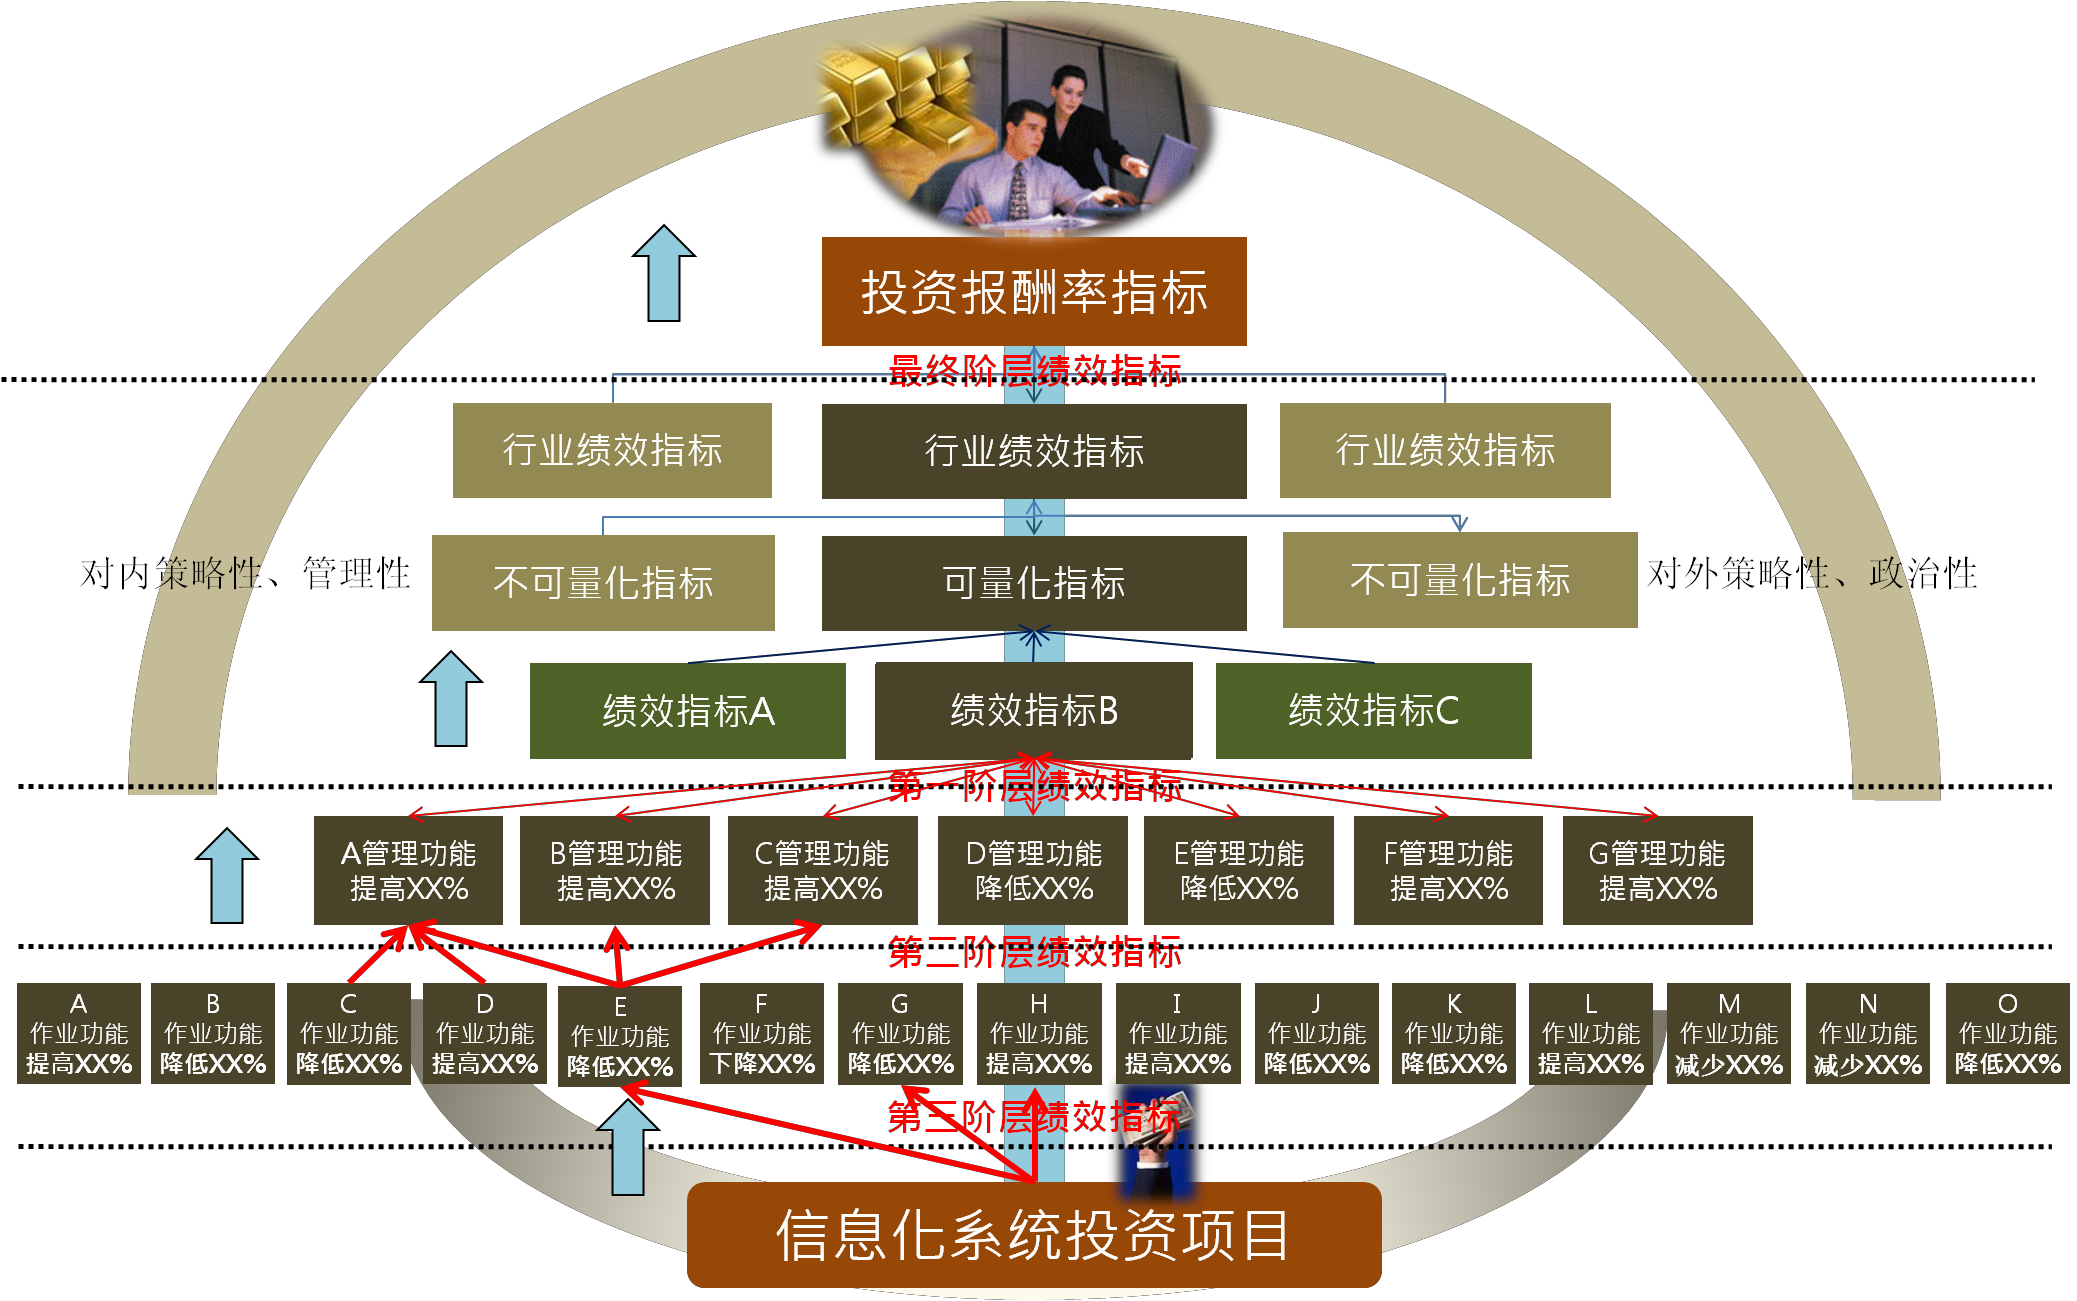 投资报酬率指标
最终阶层绩效指标
行业绩效指标
行业绩效指标
行业绩效指标
对内策略性、管理性
不可量化指标
可量化指标
不可量化指标
对外策略性、政治性
绩效指标A
绩效指标B
绩效指标C
第一阶层绩效指标
A管理功能
提高XX%
B管理功能
提高XX%
C管理功能
提高XX%
D管理功能
降低XX%
E管理功能
降低XX%
F管理功能
提高XX%
G管理功能
提高XX%
第二阶层绩效指标
A
作业功能
提高XX%
B
作业功能
降低XX%
C
作业功能
降低XX%
D
作业功能
提高XX%
E
作业功能
降低XX%
F
作业功能
下降XX%
G
作业功能
降低XX%
H
作业功能
提高XX%
I
作业功能
提高XX%
J
作业功能
降低XX%
K
作业功能
降低XX%
L
作业功能
提高XX%
M
作业功能
减少XX%
N
作业功能
减少XX%
O
作业功能
降低XX%
第三阶层绩效指标
信息化系统投资项目